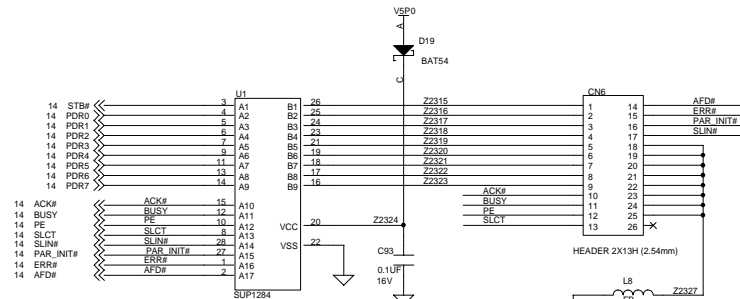 V5P0
A
D19
BAT54
C
U1
CN6
14 STB# 3 A1 B1 26 Z2315 1 14 AFD#
14 PDR0 4 A2 B2 25 Z2316 2 15 ERR#
14 PDR1 5 A3 B3 24 Z2317 3 16 PAR_INIT#
14 PDR2 6 A4 B4 23 Z2318 4 17 SLIN#
14 PDR3 7 A5 B5 21 Z2319 5 18
14 PDR4 9 A6 B6 19 Z2320 6 19
14 PDR5 11 A7 B7 18 Z2321 7 20
14 PDR6 13 A8 B8 17 Z2322 8 21
14 PDR7 14 A9 B9 16 Z2323 9 22
ACK# 10 23
BUSY 11 24
PE 12 25
SLCT 13 26
14 ACK# ACK# 15 A10
14 BUSY BUSY 12 A11
14 PE PE 10 A12 VCC 20 Z2324
14 SLCT SLCT 8 A13
14 SLIN# SLIN# 28 A14 VSS 22
14 PAR_INIT# PAR_INIT# 27 A15
14 ERR# ERR# 1 A16
14 AFD# AFD# 2 A17
SUP1284
C93
0.1UF
16V
HEADER 2X13H (2.54mm)
L8
Z2327